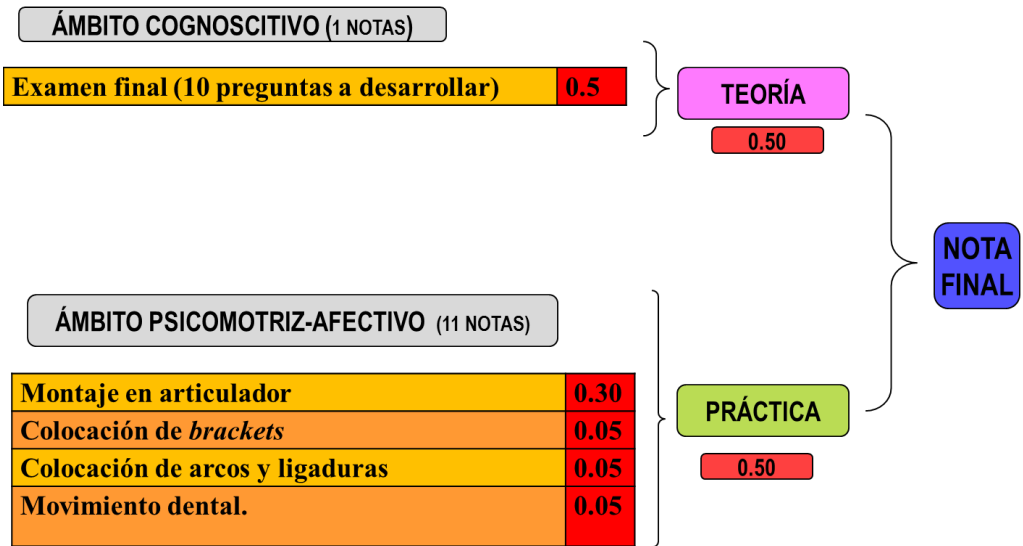 ÁMBITO COGNOSCITIVO (1 NOTAS)
Examen final (10 preguntas a desarrollar) 0.5
TEORÍA
0.50
NOTA
FINAL
ÁMBITO PSICOMOTRIZ-AFECTIVO (11 NOTAS)
Montaje en articulador 0.30
Colocación de brackets 0.05
Colocación de arcos y ligaduras 0.05
Movimiento dental. 0.05
PRÁCTICA
0.50